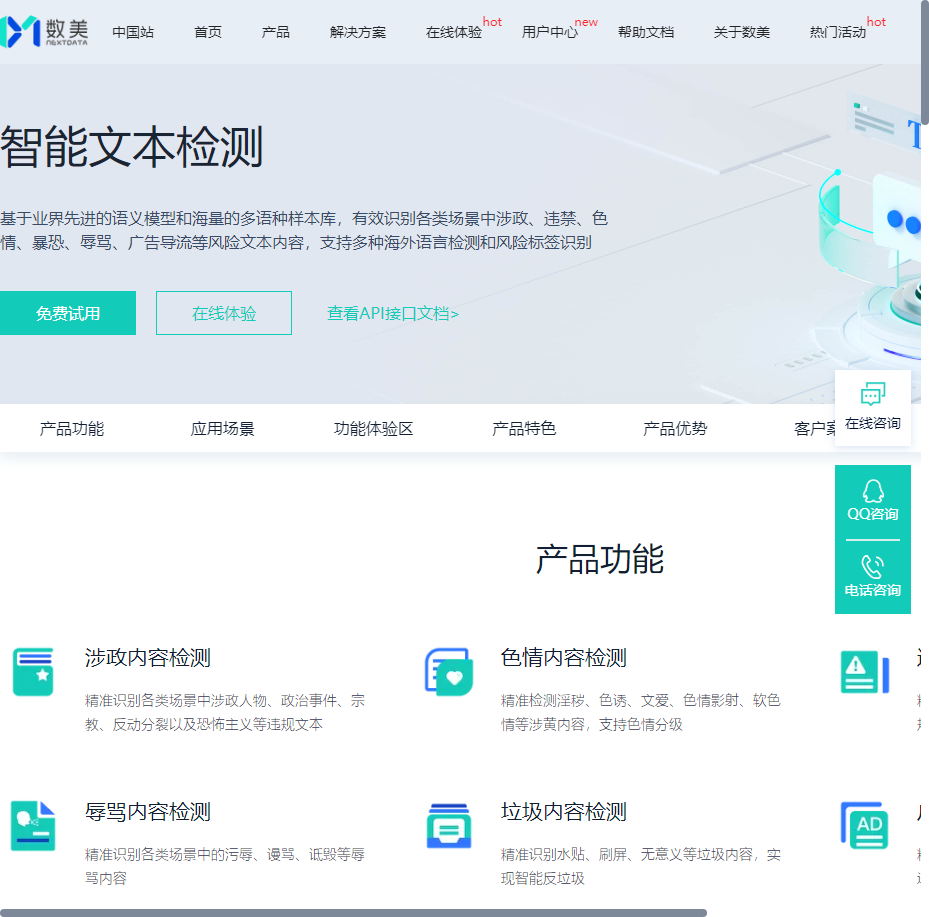 数美
NEXTDATA
中国站
首页
产品
解决方案
在线体验
hot
用户中心
new
帮助文档
关于数美
热门活动
hot
智能文本检测
基于业界先进的语义模型和海量的多语种样本库，有效识别各类场景中涉政、违禁、色
情、暴恐、辱骂、广告导流等风险文本内容，支持多种海外语言检测和风险标签识别
免费试用
在线体验
查看API接口文档>
产品功能
应用场景
功能体验区
产品特色
产品优势
客户案
在线咨询
QQ咨询
电话咨询
产品功能
涉政内容检测
精准识别各类场景中涉政人物、政治事件、宗
教、反动分裂以及恐怖主义等违规文本
色情内容检测
精准检测淫秽、色诱、文爱、色情影射、软色
情等涉黄内容，支持色情分级
辱骂内容检测
精准识别各类场景中的污辱、谩骂、诋毁等辱
骂内容
垃圾内容检测
精准识别水贴、刷屏、无意义等垃圾内容，实
现智能反垃圾
AD